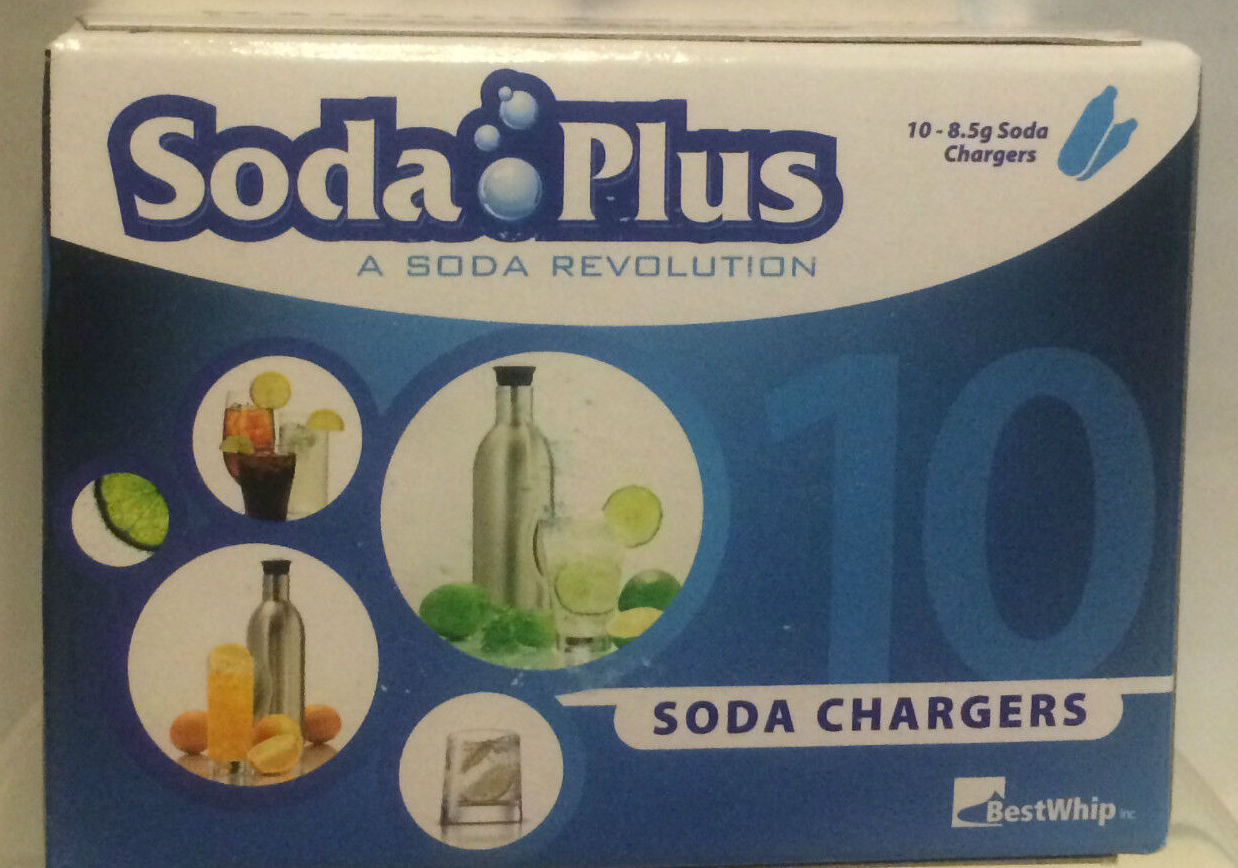 Soda Plus
A SODA REVOLUTION
10 - 8.5g Soda
Chargers
10
SODA CHARGERS
BestWhip inc